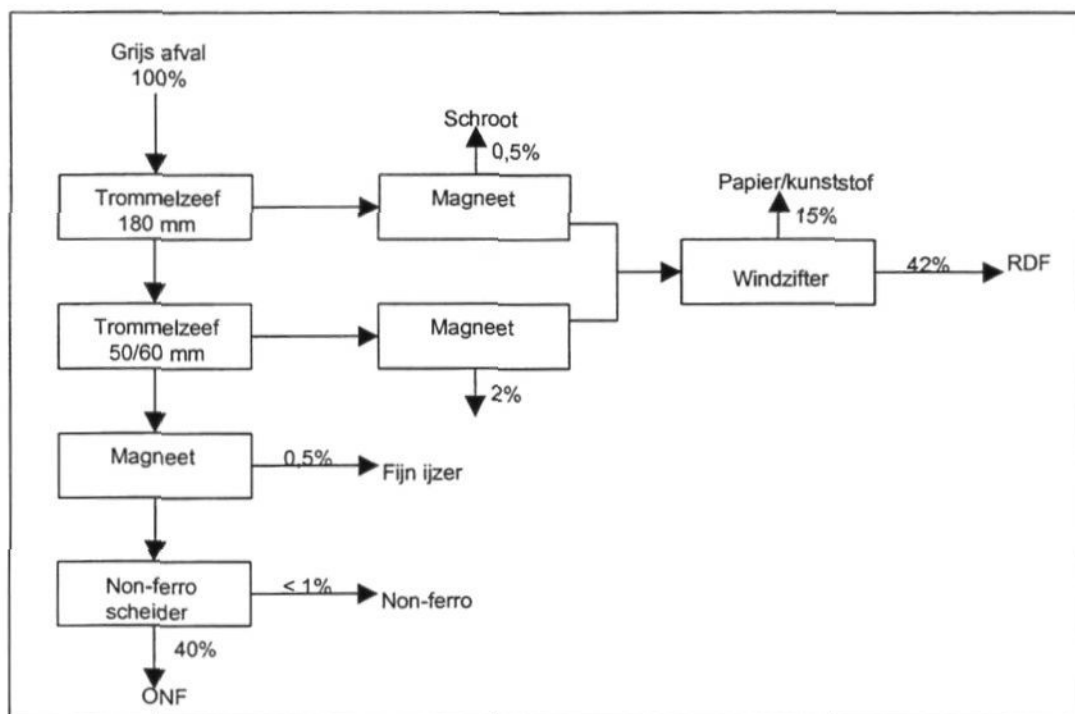 Grijs afval
100%
Schroot
0,5%
Trommelzeef
180 mm
Magneet
Papier/kunststof
15%
Windzifter
42%
RDF
Trommelzeef
50/60 mm
Magneet
2%
Magneet
0,5%
Fijn ijzer
Non-ferro
scheider
< 1%
Non-ferro
40%
ONF